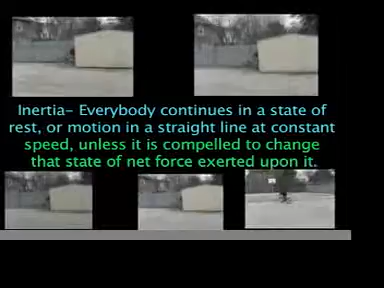 Inertia- Everybody continues in a state of
rest, or motion in a straight line at constant
speed, unless it is compelled to change
that state of net force exerted upon it.